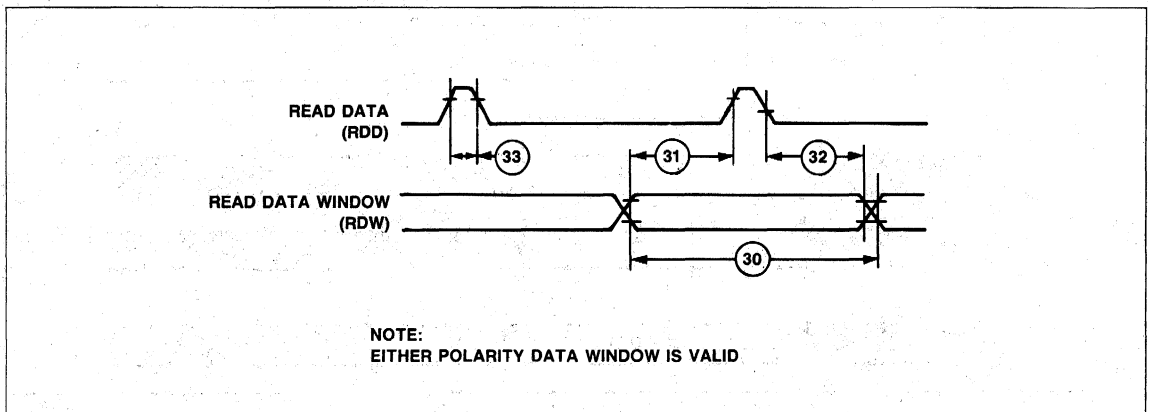 READ DATA
(RDD)
33
31
32
READ DATA WINDOW
(RDW)
30
NOTE:
EITHER POLARITY DATA WINDOW IS VALID